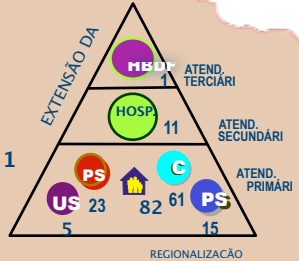 EXTENSÃO DA
HBDF
1
ATEND.
TERCIÁRI
HOSP.
11
ATEND.
SECUNDÁRI
1
PS
C
ATEND.
PRIMÁRI
US
23
82
61
PS
5
15
REGIONALIZAÇÃO